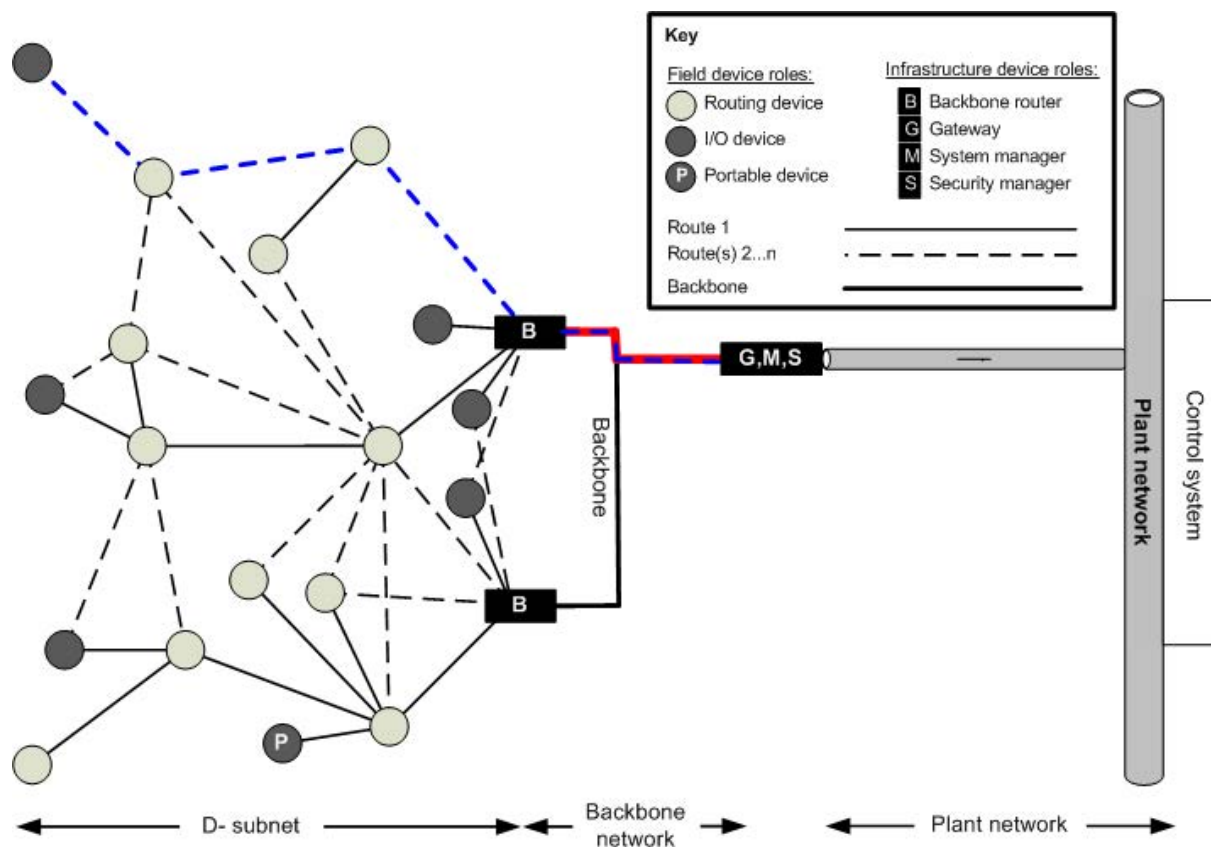 Key
Field device roles:
Routing device
I/O device
P
Portable device
Infrastructure device roles:
B
Backbone router
G
Gateway
M
System manager
S
Security manager
Route 1
Route(s) 2...n
Backbone
B
G,M,S
Backbone
B
P
Plant network
Control system
D- subnet
Backbone
network
Plant network